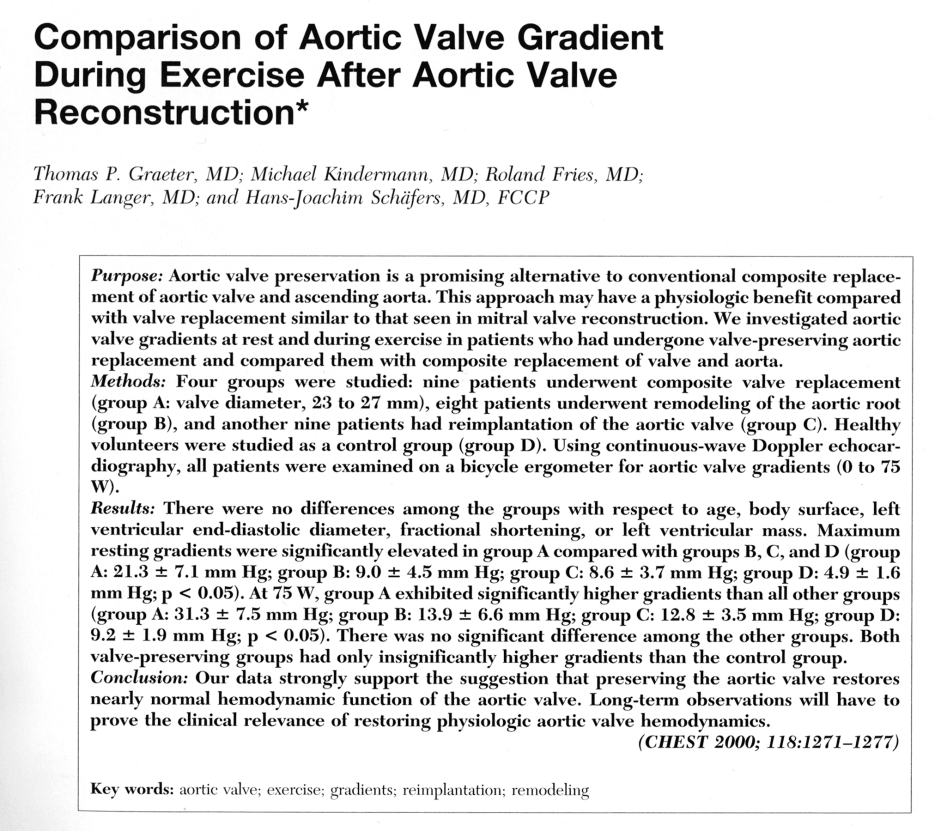 Comparison of Aortic Valve Gradient
During Exercise After Aortic Valve
Reconstruction*
Thomas P. Graeter, MD; Michael Kindermann, MD; Roland Fries, MD;
Frank Langer, MD; and Hans-Joachim Schäfers, MD, FCCP
Purpose: Aortic valve preservation is a promising alternative to conventional composite replace-
ment of aortic valve and ascending aorta. This approach may have a physiologic benefit compared
with valve replacement similar to that seen in mitral valve reconstruction. We investigated aortic
valve gradients at rest and during exercise in patients who had undergone valve-preserving aortic
replacement and compared them with composite replacement of valve and aorta.
Methods: Four groups were studied: nine patients underwent composite valve replacement
(group A: valve diameter, 23 to 27 mm), eight patients underwent remodeling of the aortic root
(group B), and another nine patients had reimplantation of the aortic valve (group C). Healthy
volunteers were studied as a control group (group D). Using continuous-wave Doppler echocar-
diography, all patients were examined on a bicycle ergometer for aortic valve gradients (0 to 75
W).
Results: There were no differences among the groups with respect to age, body surface, left
ventricular end-diastolic diameter, fractional shortening, or left ventricular mass. Maximum
resting gradients were significantly elevated in group A compared with groups B, C, and D (group
A: 21.3 ± 7.1 mm Hg; group B: 9.0 ± 4.5 mm Hg; group C: 8.6 ± 3.7 mm Hg; group D: 4.9 ± 1.6
mm Hg; p < 0.05). At 75 W, group A exhibited significantly higher gradients than all other groups
(group A: 31.3 ± 7.5 mm Hg; group B: 13.9 ± 6.6 mm Hg; group C: 12.8 ± 3.5 mm Hg; group D:
9.2 ± 1.9 mm Hg; p < 0.05). There was no significant difference among the other groups. Both
valve-preserving groups had only insignificantly higher gradients than the control group.
Conclusion: Our data strongly support the suggestion that preserving the aortic valve restores
nearly normal hemodynamic function of the aortic valve. Long-term observations will have to
prove the clinical relevance of restoring physiologic aortic valve hemodynamics.
(CHEST 2000; 118:1271–1277)
Key words: aortic valve; exercise; gradients; reimplantation; remodeling